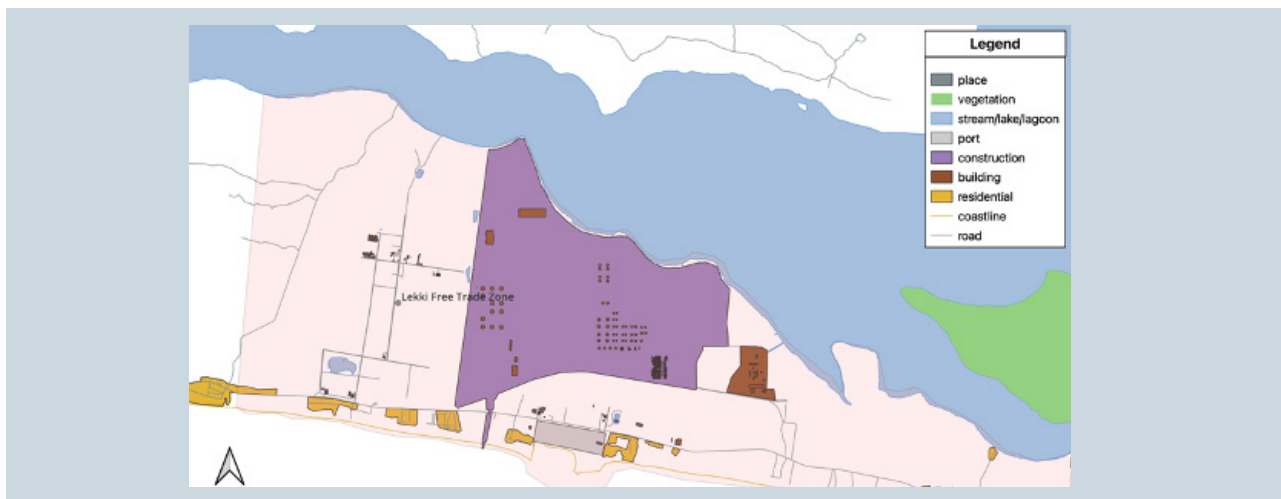 Legend
place
vegetation
stream/lake/lagoon
port
construction
building
residential
coastline
road
Lekki Free Trade Zone